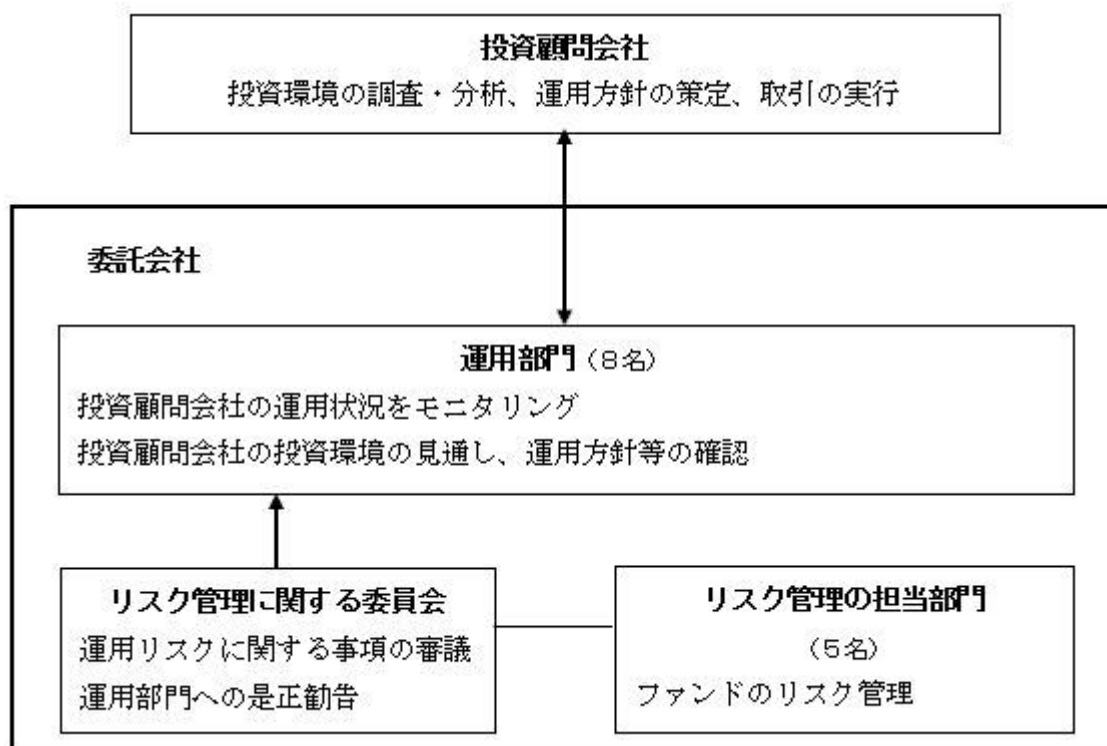 投資顧問会社
投資環境の調査・分析、運用方針の策定、取引の実行
委託会社
運用部門（８名）
投資顧問会社の運用状況をモニタリング
投資顧問会社の投資環境の見通し、運用方針等の確認
リスク管理に関する委員会
運用リスクに関する事項の審議
運用部門への是正勧告
リスク管理の担当部門
（５名）
ファンドのリスク管理